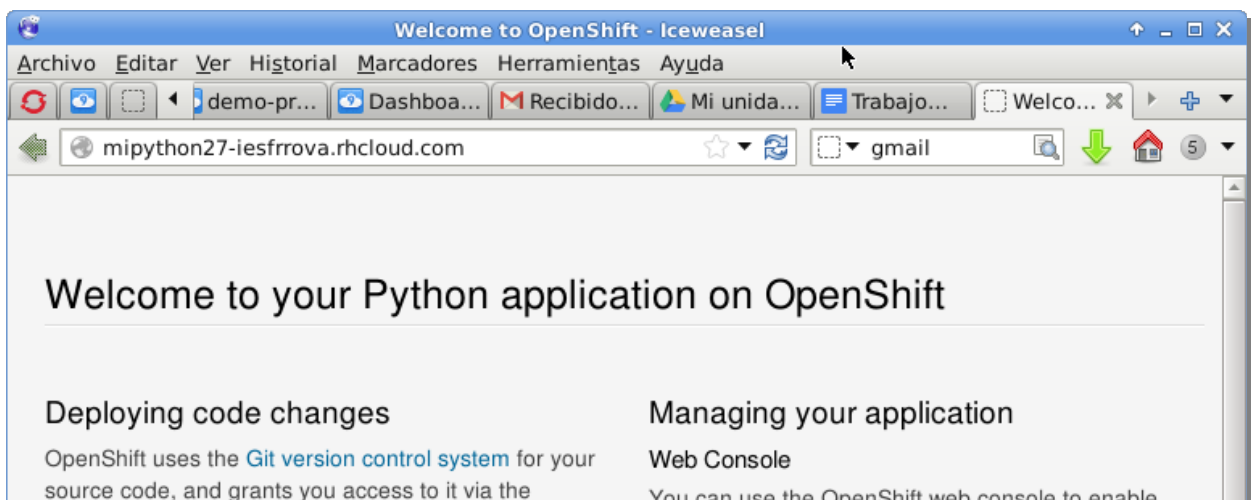 Welcome to OpenShift - Iceweasel
Archivo Editar Ver Historial Marcadores Herramientas Ayuda
demo-pr... Dashboa... Recibido... Mi unida... Trabajo... Welco...
mipython27-iesfrrova.rhcloud.com gmail 5
Welcome to your Python application on OpenShift
Deploying code changes
OpenShift uses the Git version control system for your
source code, and grants you access to it via the
Managing your application
Web Console
You can use the OpenShift web console to enable